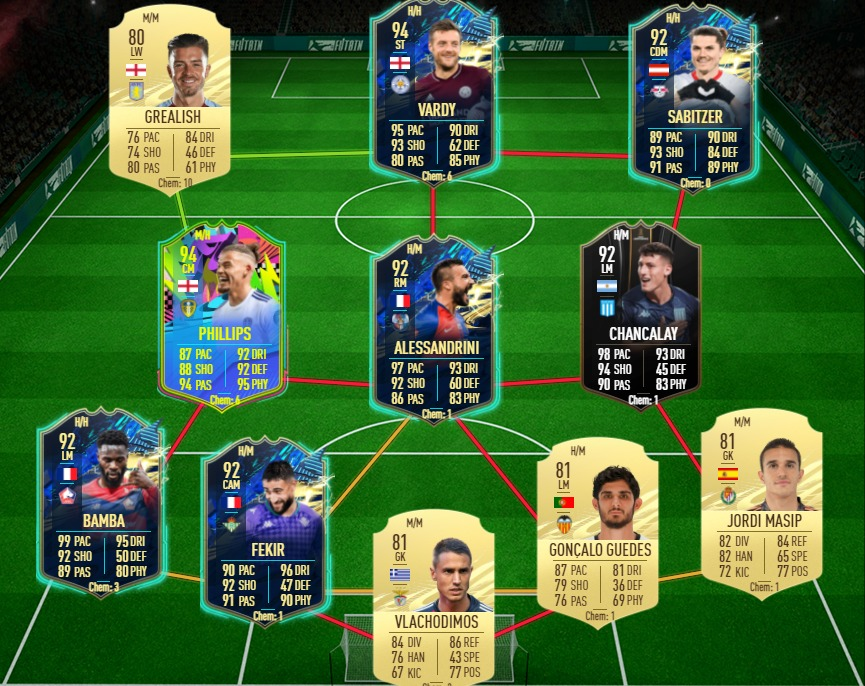 M/M
80
LW
GREALISH
76 PAC 84 DRI
74 SHO 46 DEF
80 PAS 61 PHY
Chem: 10
H/H
94
ST
VARDY
95 PAC 90 DRI
93 SHO 62 DEF
80 PAS 85 PHY
Chem: 6
H/H
92
CDM
SABITZER
89 PAC 90 DRI
93 SHO 84 DEF
91 PAS 89 PHY
Chem: 0
M/H
94
CM
PHILLIPS
87 PAC 92 DRI
88 SHO 92 DEF
94 PAS 95 PHY
Chem: 6
H/M
92
RM
ALESSANDRINI
97 PAC 93 DRI
92 SHO 60 DEF
86 PAS 83 PHY
Chem: 1
H/M
92
LM
CHANCALAY
98 PAC 93 DRI
94 SHO 45 DEF
90 PAS 83 PHY
Chem: 1
H/H
92
LM
BAMBA
99 PAC 95 DRI
92 SHO 50 DEF
89 PAS 80 PHY
Chem: 3
H/M
92
CAM
FEKIR
90 PAC 96 DRI
92 SHO 47 DEF
91 PAS 90 PHY
Chem: 1
M/M
81
GK
VLACHODIMOS
84 DIV 86 REF
76 HAN 43 SPE
67 KIC 77 POS
H/M
81
LM
GONÇALO GUEDES
87 PAC 81 DRI
79 SHO 36 DEF
76 PAS 69 PHY
Chem: 1
M/M
81
GK
JORDI MASIP
82 DIV 84 REF
82 HAN 65 SPE
72 KIC 77 POS
Chem: 1